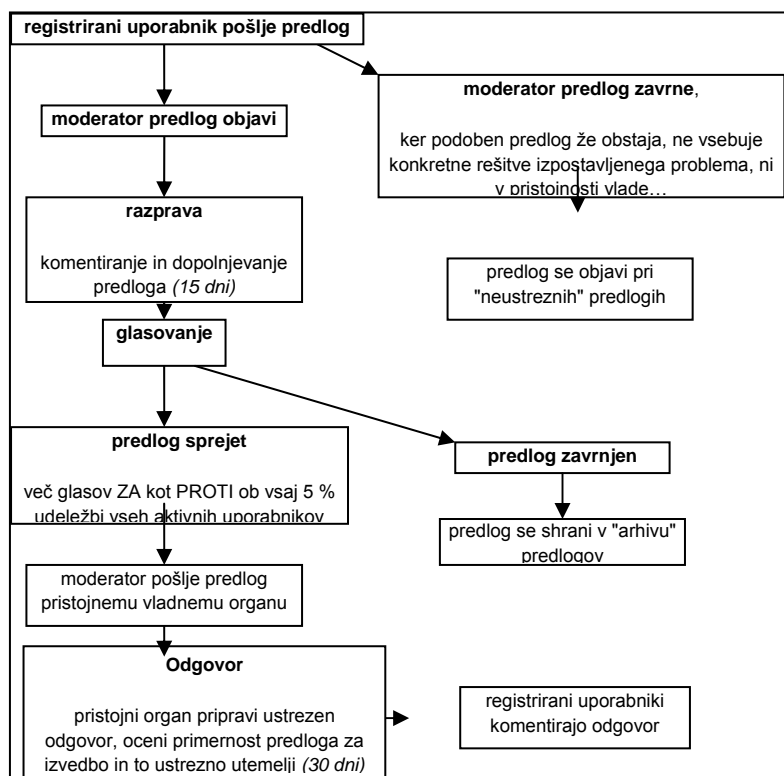 registrirani uporabnik pošlje predlog
moderator predlog zavrne,
ker podoben predlog že obstaja, ne vsebuje
konkretne rešitve izpostavljenega problema, ni
v pristojnosti vlade…
moderator predlog objavi
razprava
komentiranje in dopolnjevanje
predloga (15 dni)
predlog se objavi pri
"neustreznih" predlogih
glasovanje
predlog sprejet
več glasov ZA kot PROTI ob vsaj 5 %
udeležbi vseh aktivnih uporabnikov
predlog zavrnjen
predlog se shrani v "arhivu"
predlogov
moderator pošlje predlog
pristojnemu vladnemu organu
Odgovor
pristojni organ pripravi ustrezen
odgovor, oceni primernost predloga za
izvedbo in to ustrezno utemelji (30 dni)
registrirani uporabniki
komentirajo odgovor